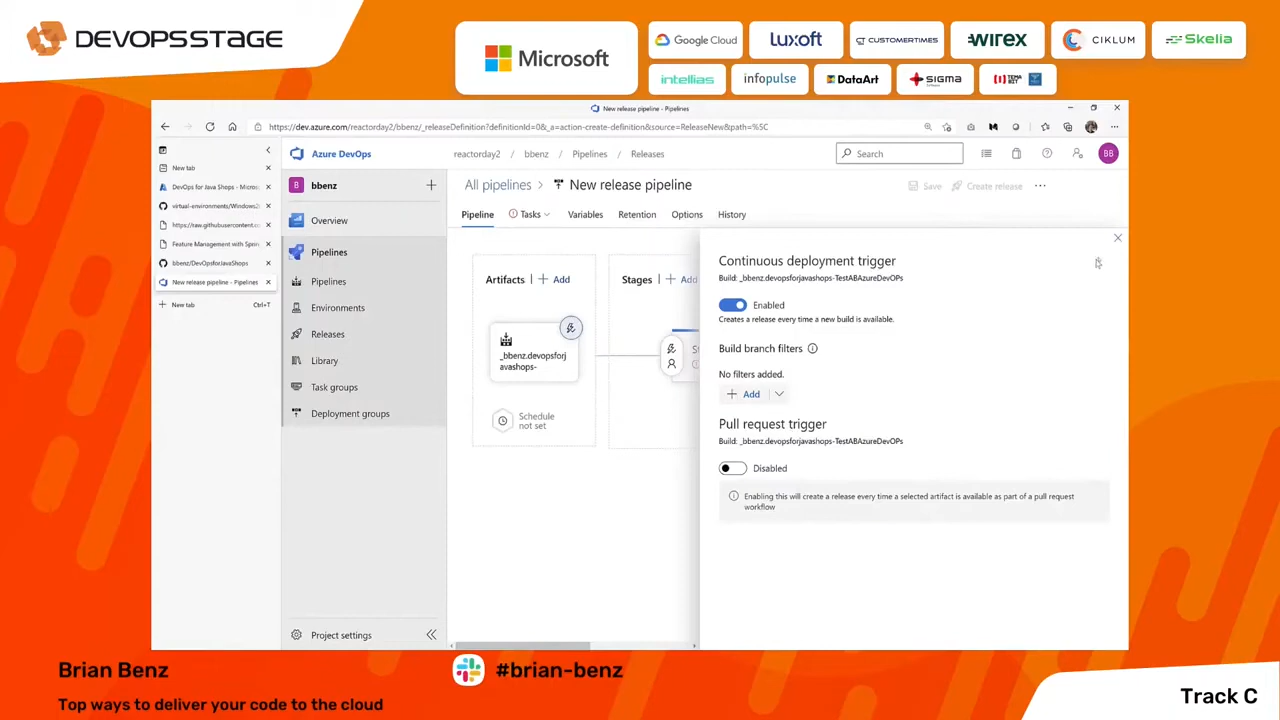 DEVOPSSTAGE
Microsoft
Google Cloud
Luxoft
CUSTOMERTIMES
WIREX
CIKLUM
Skelia
intellias
infopulse
DataArt
SIGMA
Software
TEMA
BIT
New release pipeline - Pipelines
https://dev.azure.com/reactorday2/bbenz/_releaseDefinition?definitionId=0&_a=action-create-definition&source=ReleaseNew&path=%5C
New tab
DevOps for Java Shops - Micros
virtual-environments/Windows2
https://raw.githubusercontent.c
Feature Management with Sprin
bbenz/DevOpsforJavaShops
New release pipeline - Pipelines
New tab
Ctrl+T
Azure DevOps
reactorday2 / bbenz / Pipelines / Releases
Search
BB
B bbenz
Overview
Pipelines
Pipelines
Environments
Releases
Library
Task groups
Deployment groups
Project settings
All pipelines > New release pipeline
Save
Create release
Pipeline
Tasks
Variables
Retention
Options
History
Artifacts | + Add
Stages | + Add
_bbenz.devopsforj
avashops-
Schedule
not set
Continuous deployment trigger
Build: _bbenz.devopsforjavashops-TestABAzureDevOPs
Enabled
Creates a release every time a new build is available.
Build branch filters
No filters added.
+ Add
Pull request trigger
Build: _bbenz.devopsforjavashops-TestABAzureDevOPs
Disabled
Enabling this will create a release every time a selected artifact is available as part of a pull request
workflow
Brian Benz
#brian-benz
Top ways to deliver your code to the cloud
Track C